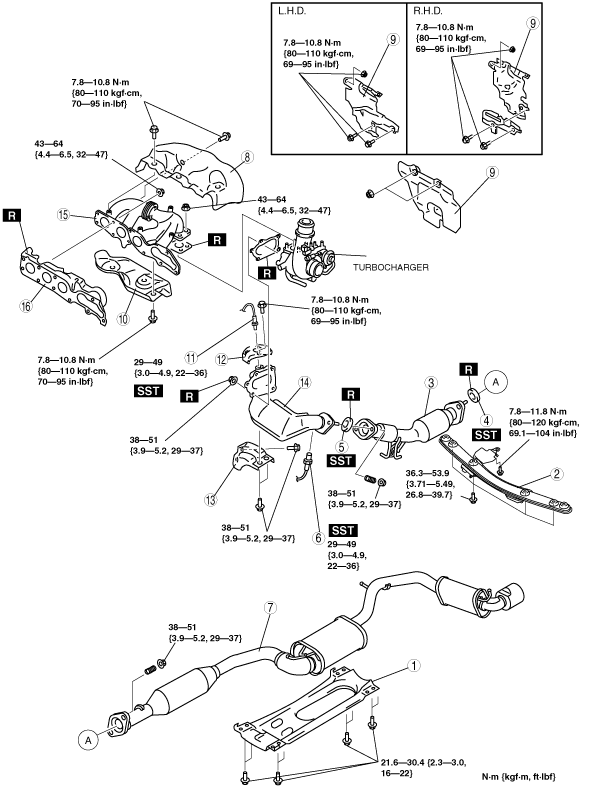 L.H.D.
R.H.D.
7.8—10.8 N·m
{80—110 kgf·cm,
69—95 in·lbf}
9
7.8—10.8 N·m
{80—110 kgf·cm,
69—95 in·lbf}
9
7.8—10.8 N·m
{80—110 kgf·cm,
70—95 in·lbf}
43—64
{4.4—6.5, 32—47}
8
9
43—64
{4.4—6.5, 32—47}
R
15
R
R
TURBOCHARGER
16
10
7.8—10.8 N·m
{80—110 kgf·cm,
69—95 in·lbf}
11
12
7.8—10.8 N·m
{80—110 kgf·cm,
70—95 in·lbf}
29—49
{3.0—4.9, 22—36}
SST
R
14
R
3
R
A
4
SST
7.8—11.8 N·m
{80—120 kgf·cm,
69.1—104 in·lbf}
38—51
{3.9—5.2, 29—37}
5
SST
2
36.3—53.9
{3.71—5.49,
26.8—39.7}
13
38—51
{3.9—5.2, 29—37}
38—51
{3.9—5.2, 29—37}
6
SST
29—49
{3.0—4.9,
22—36}
7
38—51
{3.9—5.2, 29—37}
1
A
21.6—30.4 {2.3—3.0,
16—22}
N·m {kgf·m, ft·lbf}